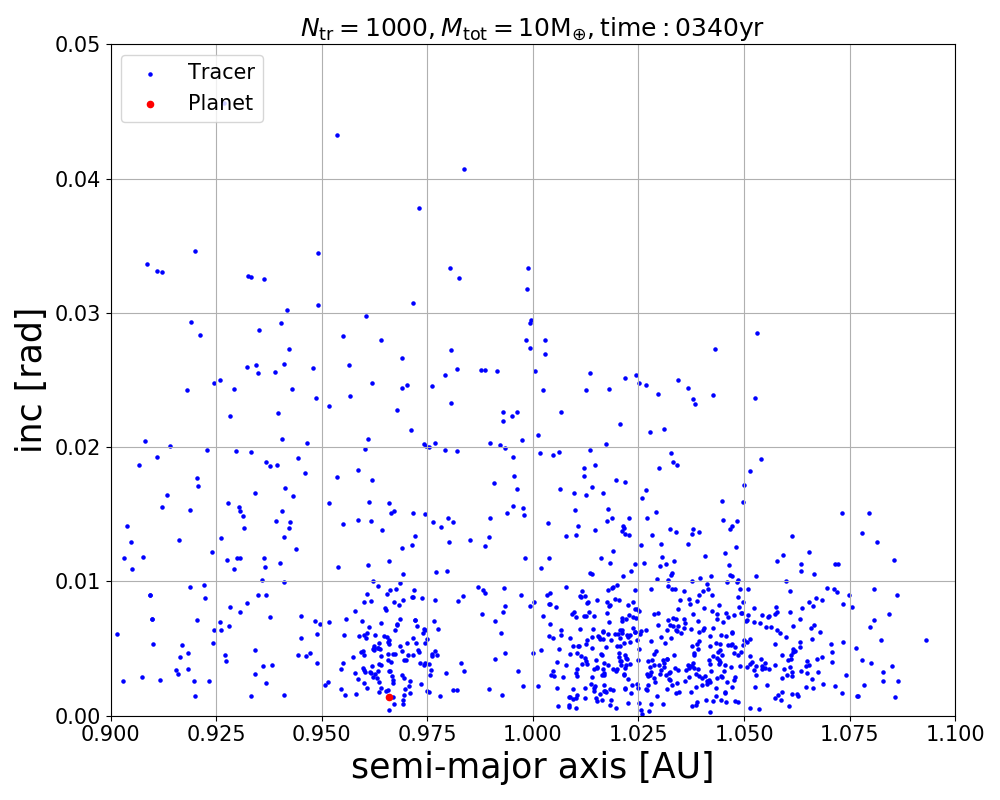 N_tr = 1000, M_tot = 10M_⊕, time : 0340yr
0.05
Tracer
Planet
0.04
0.03
inc [rad]
0.02
0.01
0.00
0.900 0.925 0.950 0.975 1.000 1.025 1.050 1.075 1.100
semi-major axis [AU]